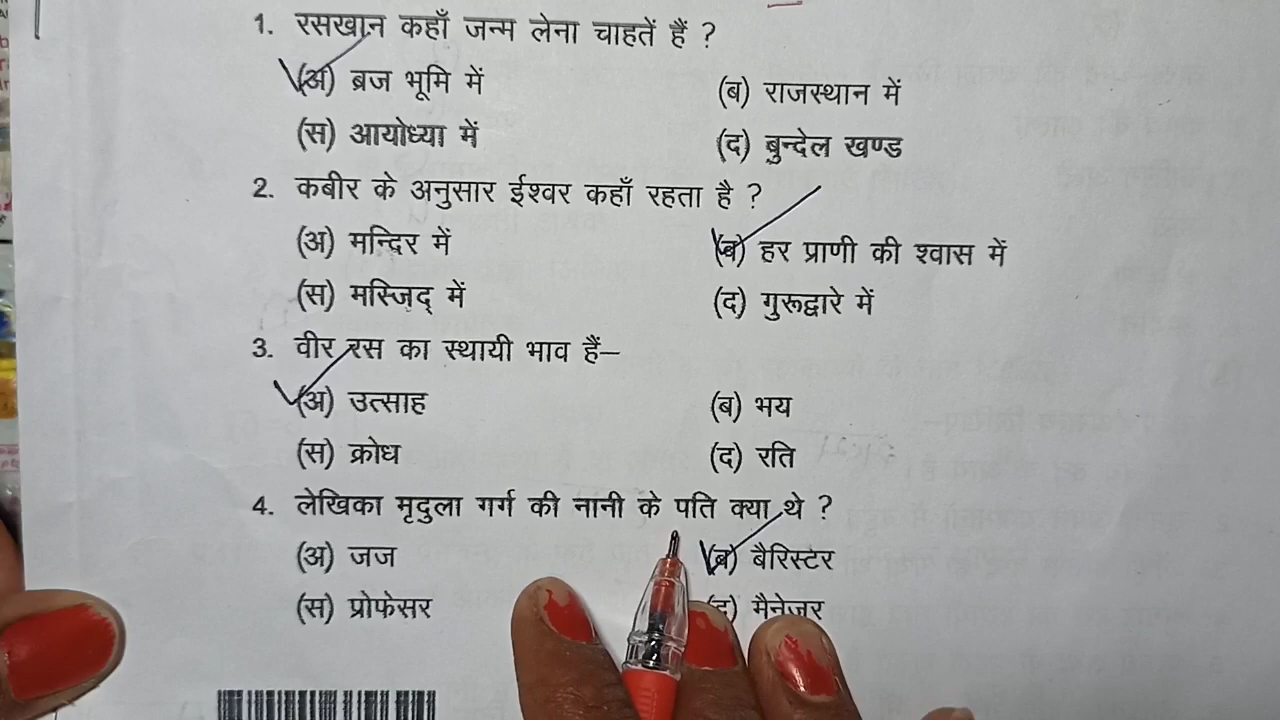 1. रसखान कहाँ जन्म लेना चाहतें हैं ?
(अ) ब्रज भूमि में (ब) राजस्थान में
(स) आयोध्या में (द) बुन्देल खण्ड
2. कबीर के अनुसार ईश्वर कहाँ रहता है ?
(अ) मन्दिर में (ब) हर प्राणी की श्वास में
(स) मस्जिद् में (द) गुरूद्वारे में
3. वीर रस का स्थायी भाव हैं–
(अ) उत्साह (ब) भय
(स) क्रोध (द) रति
4. लेखिका मृदुला गर्ग की नानी के पति क्या थे ?
(अ) जज (ब) बैरिस्टर
(स) प्रोफेसर (द) मैनेजर